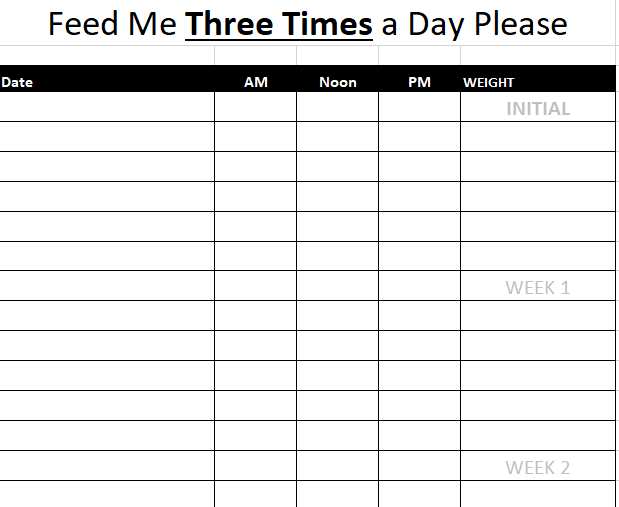 Feed Me Three Times a Day Please
Date AM Noon PM WEIGHT
INITIAL
WEEK 1
WEEK 2